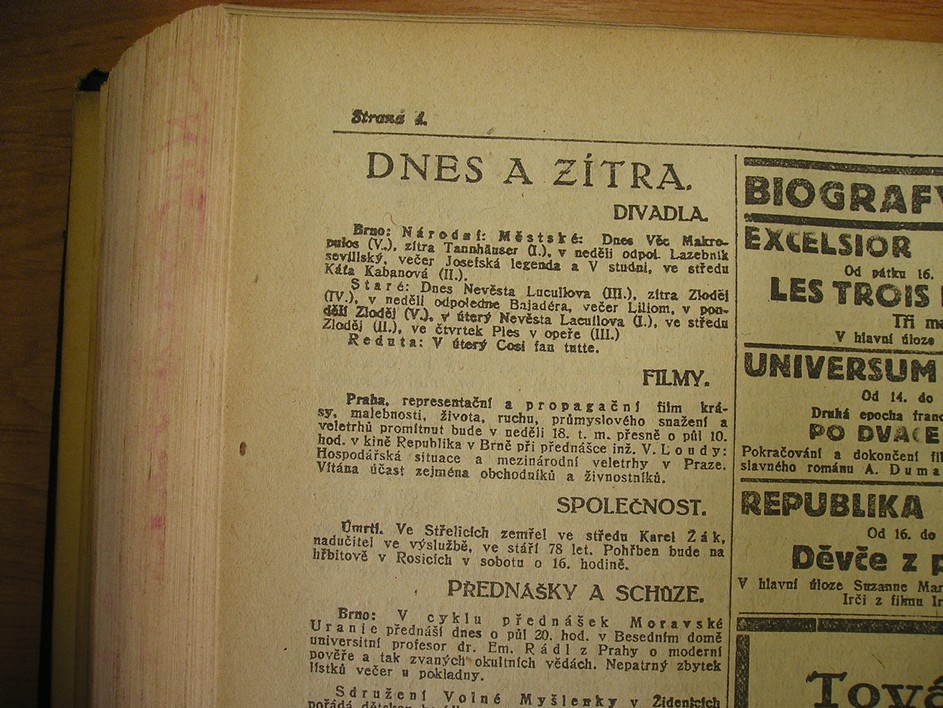 Strana 4.
DNES A ZÍTRA.
DIVADLA.
Brno: Národní: Městské: Dnes Věc Makro-
pulos (V.), zítra Tannhäuser (I.), v neděli odpol. Lazebník
sevillský, večer Josefská legenda a V studni, ve středu
Káťa Kabanová (II.).
Staré: Dnes Nevěsta Lucullova (III.), zítra Zloděj
(IV.), v neděli odpoledne Bajadéra, večer Liliom, v pon-
dělí Zloděj (V.), v úterý Nevěsta Lacullova (I.), ve středu
Zloděj (II.), ve čtvrtek Ples v opeře (III.)
Reduta: V úterý Cosi fan tutte.
FILMY.
Praha, representační a propagační film krá-
sy, malebnosti, života, ruchu, průmyslového snažení a
veletrhů promítnut bude v neděli 18. t. m. přesně o půl 10.
hod. v kině Republika v Brně při přednášce inž. V. Loudy:
Hospodářská situace a mezinárodní veletrhy v Praze.
Vítána účast zejména obchodníků a živnostníků.
SPOLEČNOST.
Úmrtí. Ve Střelicích zemřel ve středu Karel Žák,
nadučitel ve výslužbě, ve stáří 78 let. Pohřben bude na
hřbitově v Rosicích v sobotu o 16. hodině.
PŘEDNÁŠKY A SCHŮZE.
Brno: V cyklu přednášek Moravské
Uranie přednáší dnes o půl 20. hod. v Besedním domě
universitní profesor dr. Em. Rádl z Prahy o moderní
pověře a tak zvaných okultních vědách. Nepatrný zbytek
lístků večer u pokladny.
Sdružení Volné Myšlenky v Židenicích
pořádá
BIOGRAFY
EXCELSIOR
Od pátku 16.
LES TROIS
Tři
V hlavní úloze
UNIVERSUM
Od 14. do
Druhá epocha
PO DVACE
Pokračování a dokončení
slavného románu A. Duma
REPUBLIKA
Od 16. do
Děvče z
V hlavní úloze Suzanne
Irči z filmu
Tová